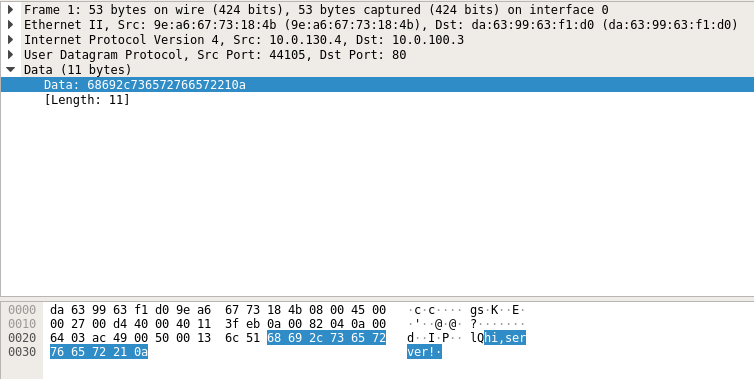 Frame 1: 53 bytes on wire (424 bits), 53 bytes captured (424 bits) on interface 0
Ethernet II, Src: 9e:a6:67:73:18:4b (9e:a6:67:73:18:4b), Dst: da:63:99:63:f1:d0 (da:63:99:63:f1:d0)
Internet Protocol Version 4, Src: 10.0.130.4, Dst: 10.0.100.3
User Datagram Protocol, Src Port: 44105, Dst Port: 80
Data (11 bytes)
Data: 68692c736572766572210a
[Length: 11]
0000 da 63 99 63 f1 d0 9e a6 67 73 18 4b 08 00 45 00 ·c·c···· gs·K··E·
0010 00 27 00 d4 40 00 40 11 3f eb 0a 00 82 04 0a 00 ·'··@·@· ?·······
0020 64 03 ac 49 00 50 00 13 6c 51 68 69 2c 73 65 72 d··I·P·· lQhi,ser
0030 76 65 72 21 0a ver!·